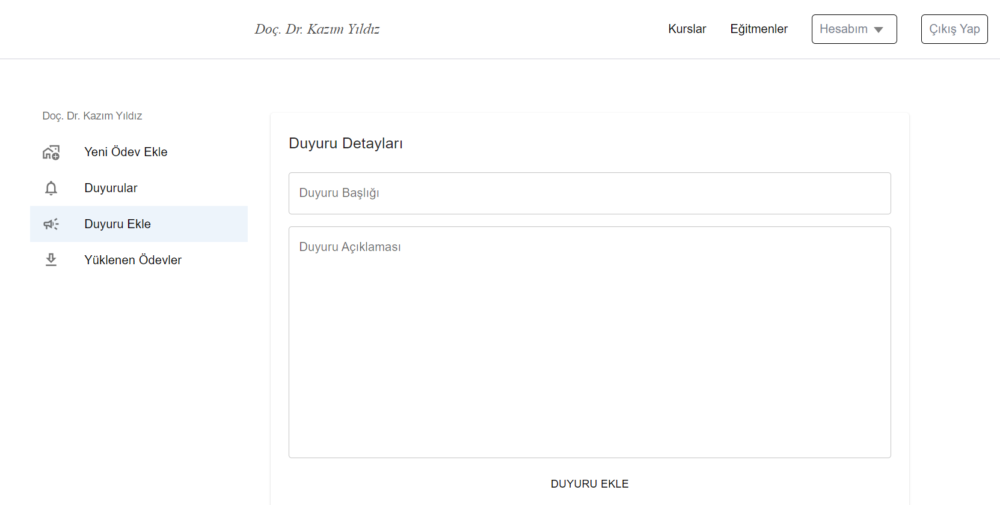 Doç. Dr. Kazım Yıldız
Kurslar
Eğitmenler
Hesabım
Çıkış Yap
Doç. Dr. Kazım Yıldız
Yeni Ödev Ekle
Duyurular
Duyuru Ekle
Yüklenen Ödevler
Duyuru Detayları
Duyuru Başlığı
Duyuru Açıklaması
DUYURU EKLE